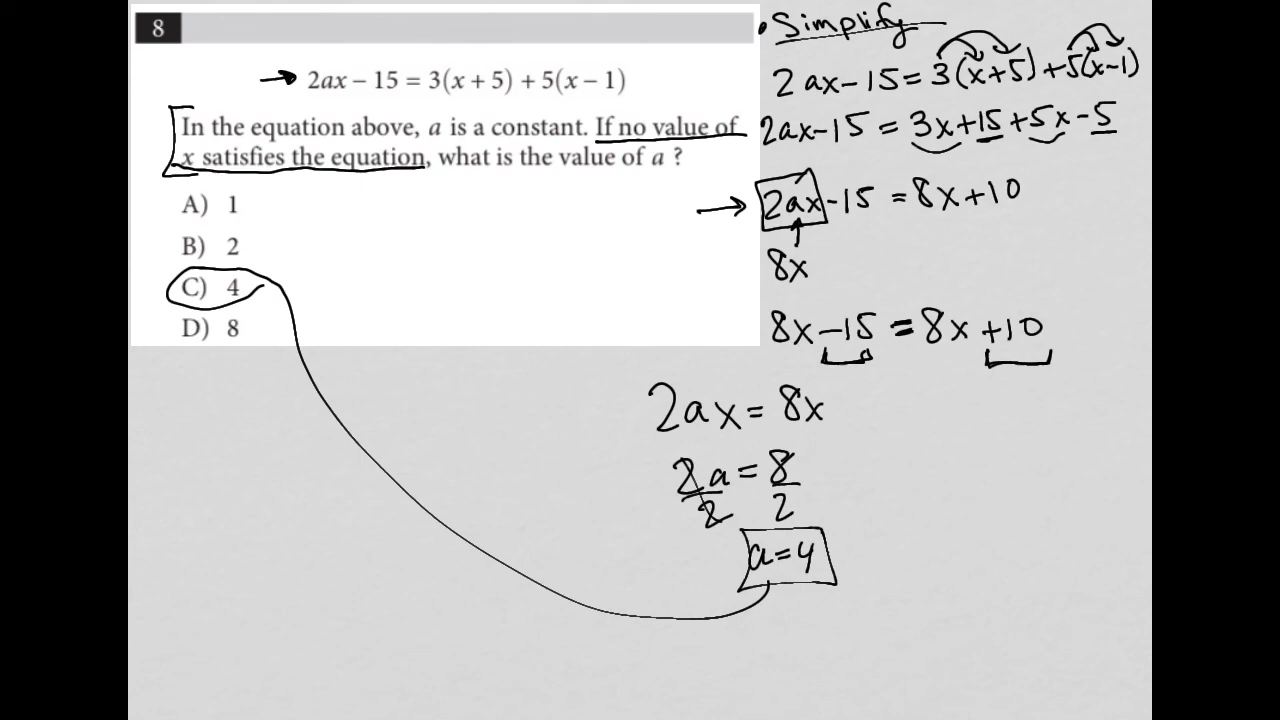 8
2ax − 15 = 3(x + 5) + 5(x − 1)
In the equation above, a is a constant. If no value of
x satisfies the equation, what is the value of a ?
A) 1
B) 2
C) 4
D) 8
• Simplify
2ax-15 = 3(x+5)+5(x-1)
2ax-15 = 3x+15+5x-5
2ax-15 = 8x+10
8x
8x-15 = 8x+10
2ax = 8x
2a = 8
2 2
a=4